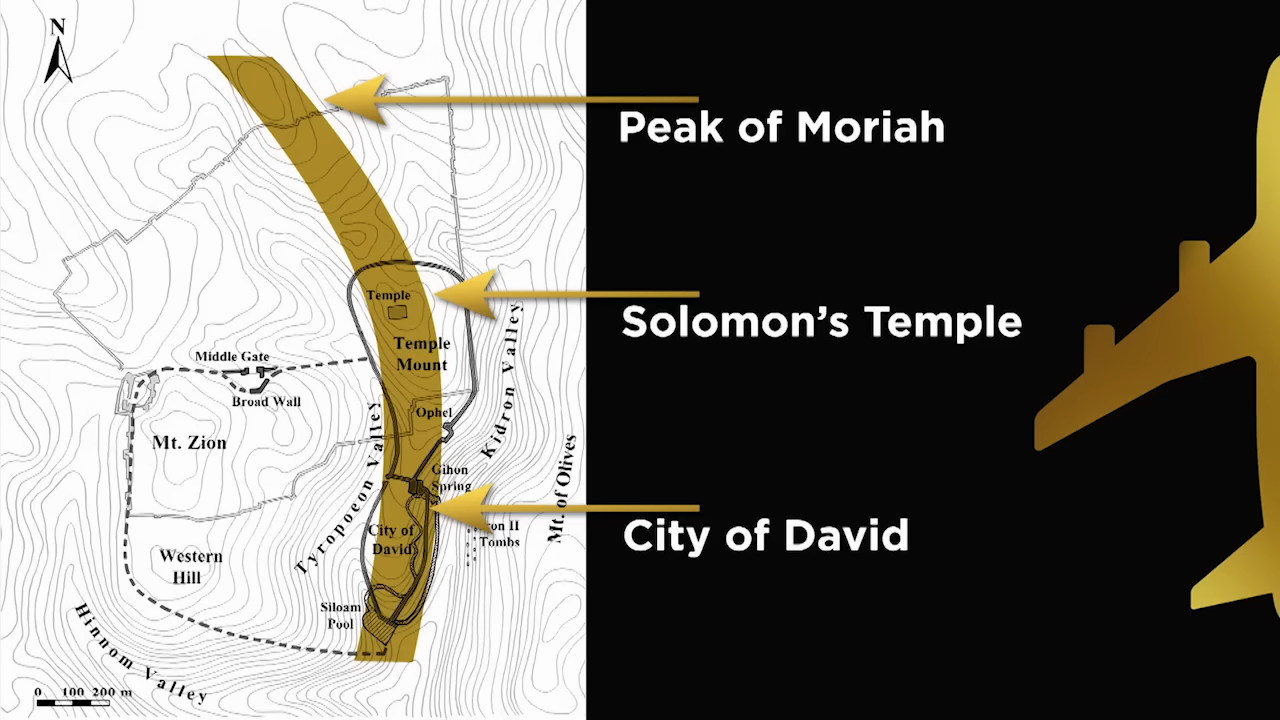 N
Peak of Moriah
Temple
Solomon's Temple
Temple
Mount
Middle Gate
Broad Wall
Ophel
Mt. Zion
Kidron Valley
Tyropoeon Valley
Gihon
Spring
Mt. of Olives
City of
David
City of David
on II
Tombs
Western
Hill
Siloam
Pool
Hinnom Valley
0 100 200 m